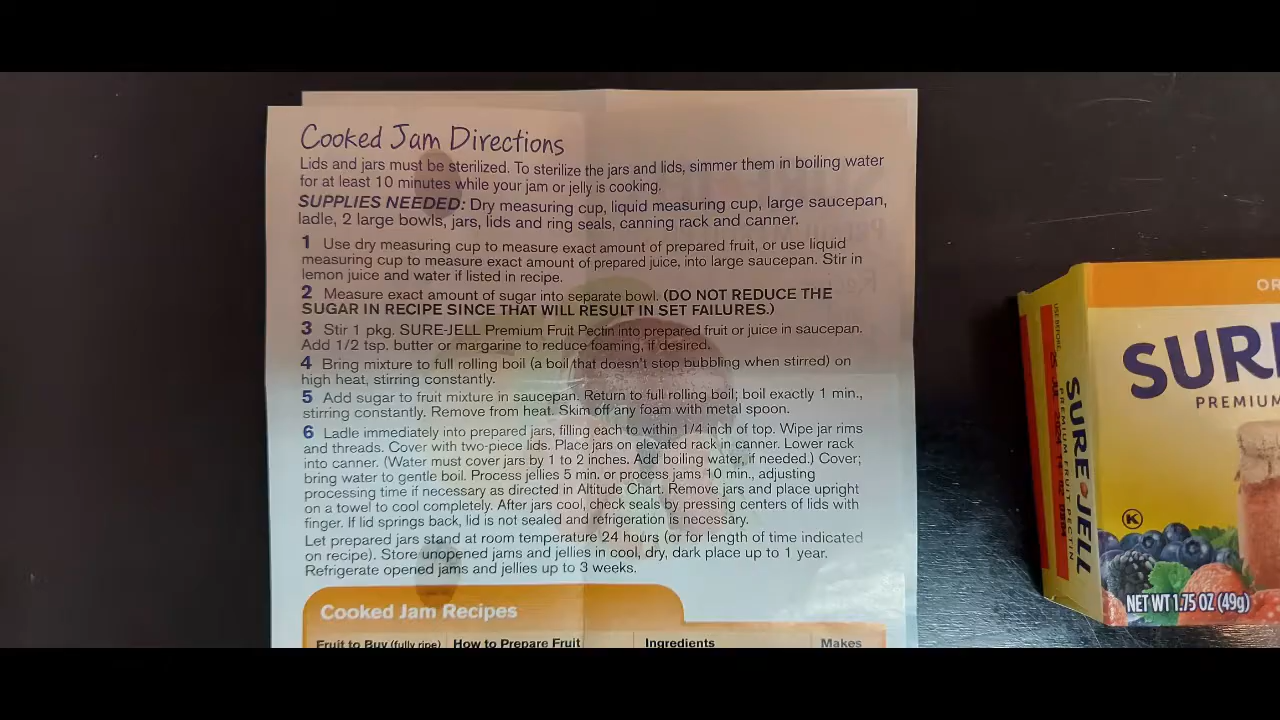 Cooked Jam Directions
Lids and jars must be sterilized. To sterilize the jars and lids, simmer them in boiling water
for at least 10 minutes while your jam or jelly is cooking.
SUPPLIES NEEDED: Dry measuring cup, liquid measuring cup, large saucepan,
ladle, 2 large bowls, jars, lids and ring seals, canning rack and canner.
1 Use dry measuring cup to measure exact amount of prepared fruit, or use liquid
measuring cup to measure exact amount of prepared juice, into large saucepan. Stir in
lemon juice and water if listed in recipe.
2 Measure exact amount of sugar into separate bowl. (DO NOT REDUCE THE
SUGAR IN RECIPE SINCE THAT WILL RESULT IN SET FAILURES.)
3 Stir 1 pkg. SURE-JELL Premium Fruit Pectin into prepared fruit or juice in saucepan.
Add 1/2 tsp. butter or margarine to reduce foaming, if desired.
4 Bring mixture to full rolling boil (a boil that doesn't stop bubbling when stirred) on
high heat, stirring constantly.
5 Add sugar to fruit mixture in saucepan. Return to full rolling boil; boil exactly 1 min.,
stirring constantly. Remove from heat. Skim off any foam with metal spoon.
6 Ladle immediately into prepared jars, filling each to within 1/4 inch of top. Wipe jar rims
and threads. Cover with two-piece lids. Place jars on elevated rack in canner. Lower rack
into canner. (Water must cover jars by 1 to 2 inches. Add boiling water, if needed.) Cover;
bring water to gentle boil. Process jellies 5 min. or process jams 10 min., adjusting
processing time if necessary as directed in Altitude Chart. Remove jars and place upright
on a towel to cool completely. After jars cool, check seals by pressing centers of lids with
finger. If lid springs back, lid is not sealed and refrigeration is necessary.
Let prepared jars stand at room temperature 24 hours (or for length of time indicated
on recipe). Store unopened jams and jellies in cool, dry, dark place up to 1 year.
Refrigerate opened jams and jellies up to 3 weeks.
Cooked Jam Recipes
Fruit to Buy (fully ripe) How to Prepare Fruit Ingredients Makes
OR
SURE
PREMIUM
SURE JELL
PREMIUM FRUIT PECTIN
USE BEFORE
K
NET WT 1.75 OZ (49g)